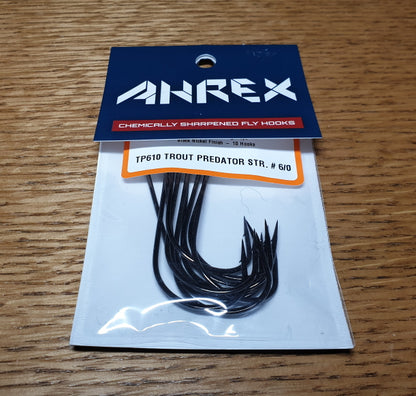 AHREX
CHEMICALLY SHARPENED FLY HOOKS
Black Nickel Finish - 10 Hooks
TP610 TROUT PREDATOR STR. # 6/0